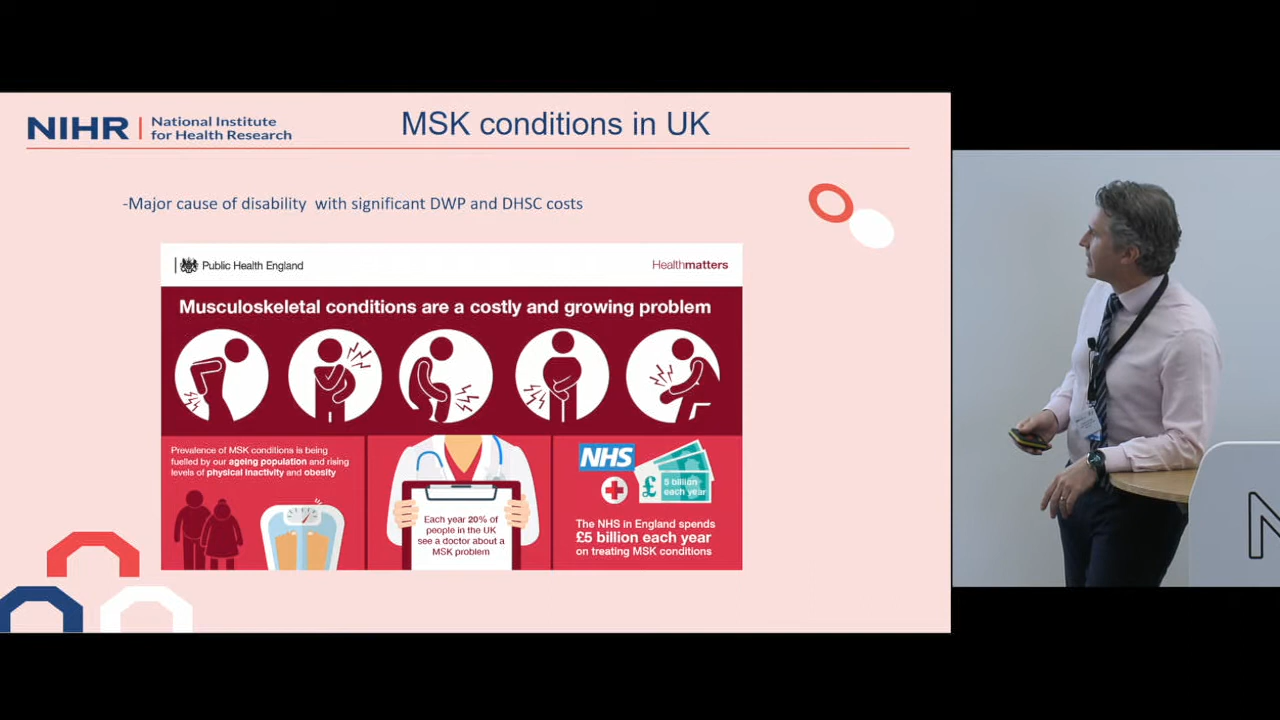 NIHR | National Institute
for Health Research
MSK conditions in UK
-Major cause of disability with significant DWP and DHSC costs
Public Health England
Healthmatters
Musculoskeletal conditions are a costly and growing problem
Prevalence of MSK conditions is being
fuelled by our ageing population and rising
levels of physical inactivity and obesity
Each year 20% of
people in the UK
see a doctor about a
MSK problem
NHS
£
5 billion
each year
The NHS in England spends
£5 billion each year
on treating MSK conditions